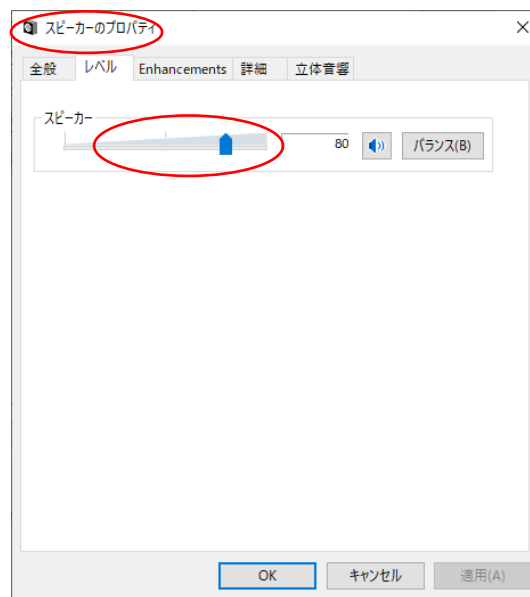 スピーカーのプロパティ
全般 レベル Enhancements 詳細 立体音響
スピーカー
80 バランス(B)
OK キャンセル 適用(A)